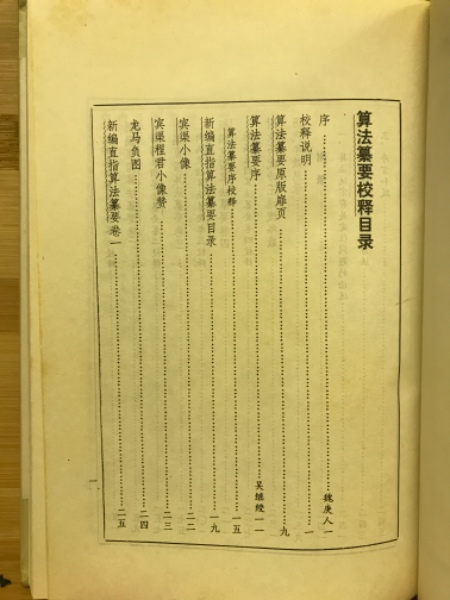 算法纂要校释目录
序 魏庚人 一
校释说明 一
算法纂要原版扉页 九
算法纂要序 吴继绶 一一
算法纂要序校释 一五
新编直指算法纂要目录 一九
宾渠小像 二二
宾渠程君小像赞 二三
龙马负图 二四
新编直指算法纂要卷一 二五
一